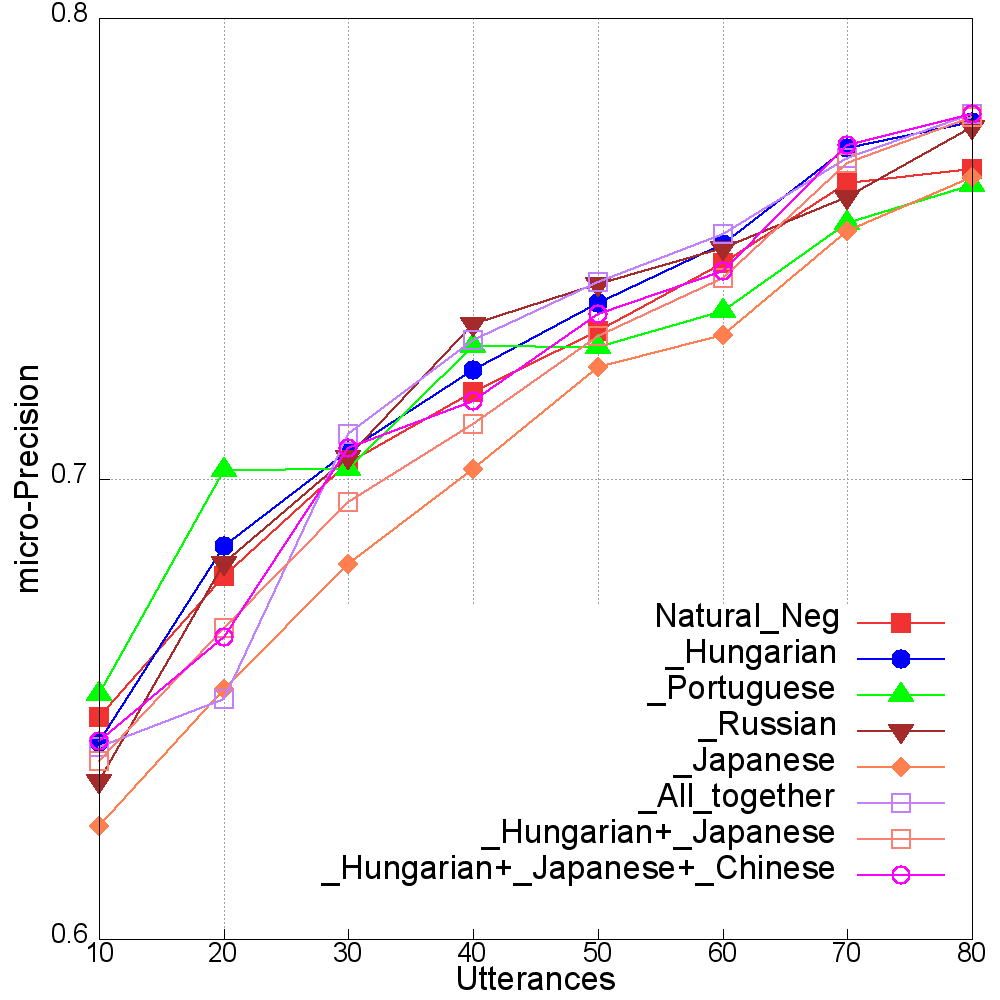 0.8
0.7
0.6
micro-Precision
Natural_Neg
_Hungarian
_Portuguese
_Russian
_Japanese
_All_together
_Hungarian+_Japanese
_Hungarian+_Japanese+_Chinese
10 20 30 40 50 60 70 80
Utterances